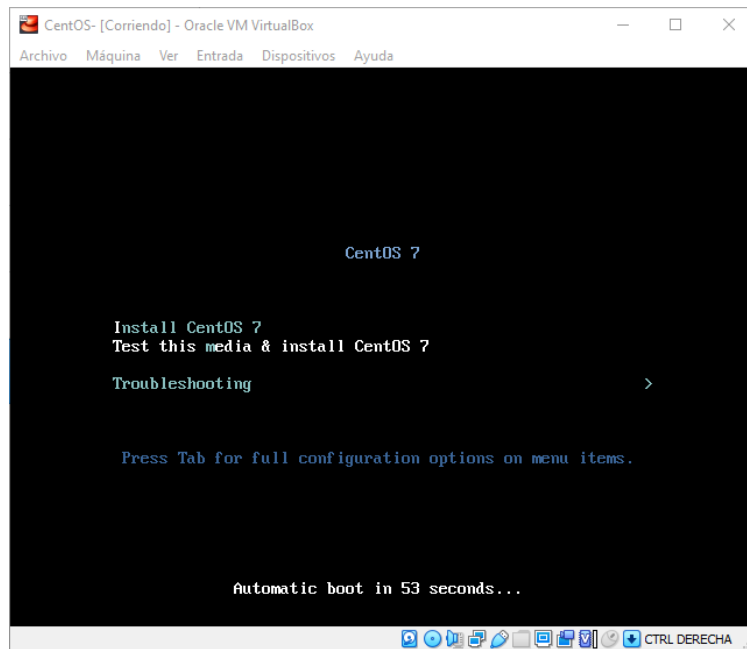 CentOS- [Corriendo] - Oracle VM VirtualBox
Archivo Máquina Ver Entrada Dispositivos Ayuda
CentOS 7
Install CentOS 7
Test this media & install CentOS 7
Troubleshooting >
Press Tab for full configuration options on menu items.
Automatic boot in 53 seconds...
CTRL DERECHA